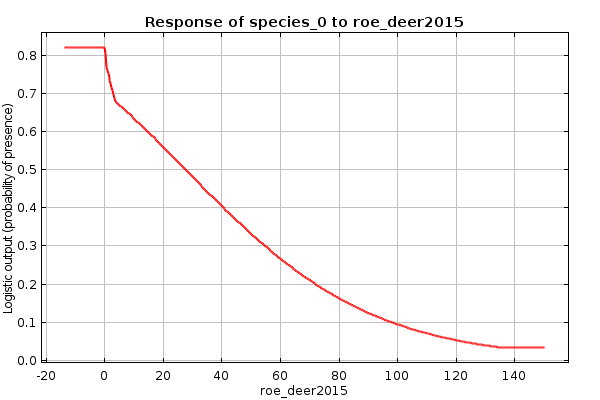 Response of species_0 to roe_deer2015
Logistic output (probability of presence)
0.8
0.7
0.6
0.5
0.4
0.3
0.2
0.1
0.0
-20 0 20 40 60 80 100 120 140
roe_deer2015